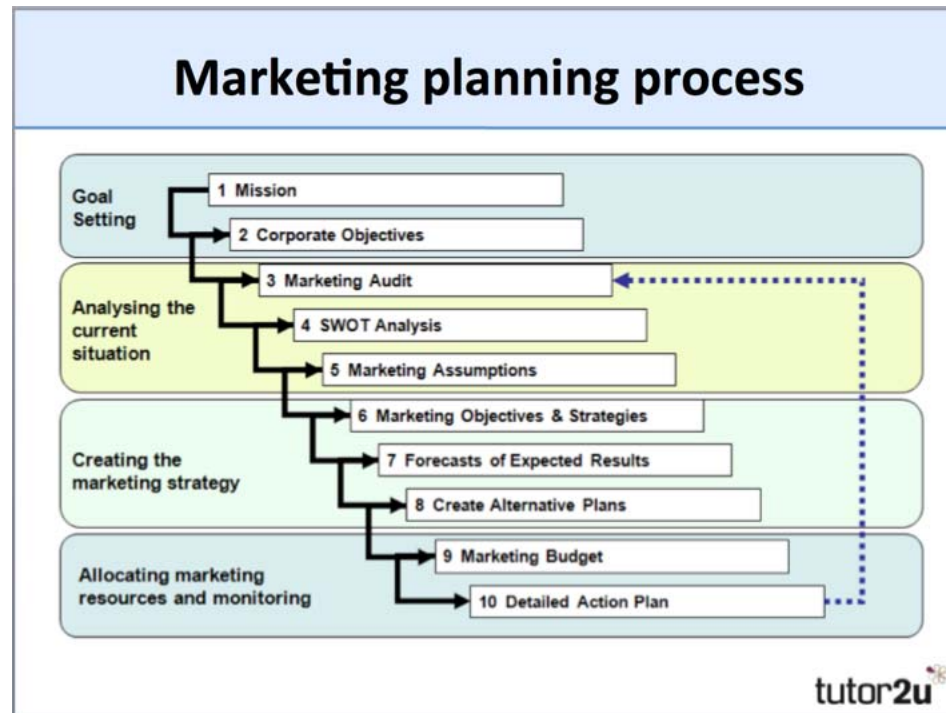 Marketing planning process
Goal
Setting
1 Mission
2 Corporate Objectives
Analysing the
current
situation
3 Marketing Audit
4 SWOT Analysis
5 Marketing Assumptions
Creating the
marketing strategy
6 Marketing Objectives & Strategies
7 Forecasts of Expected Results
8 Create Alternative Plans
Allocating marketing
resources and monitoring
9 Marketing Budget
10 Detailed Action Plan
tutor2u